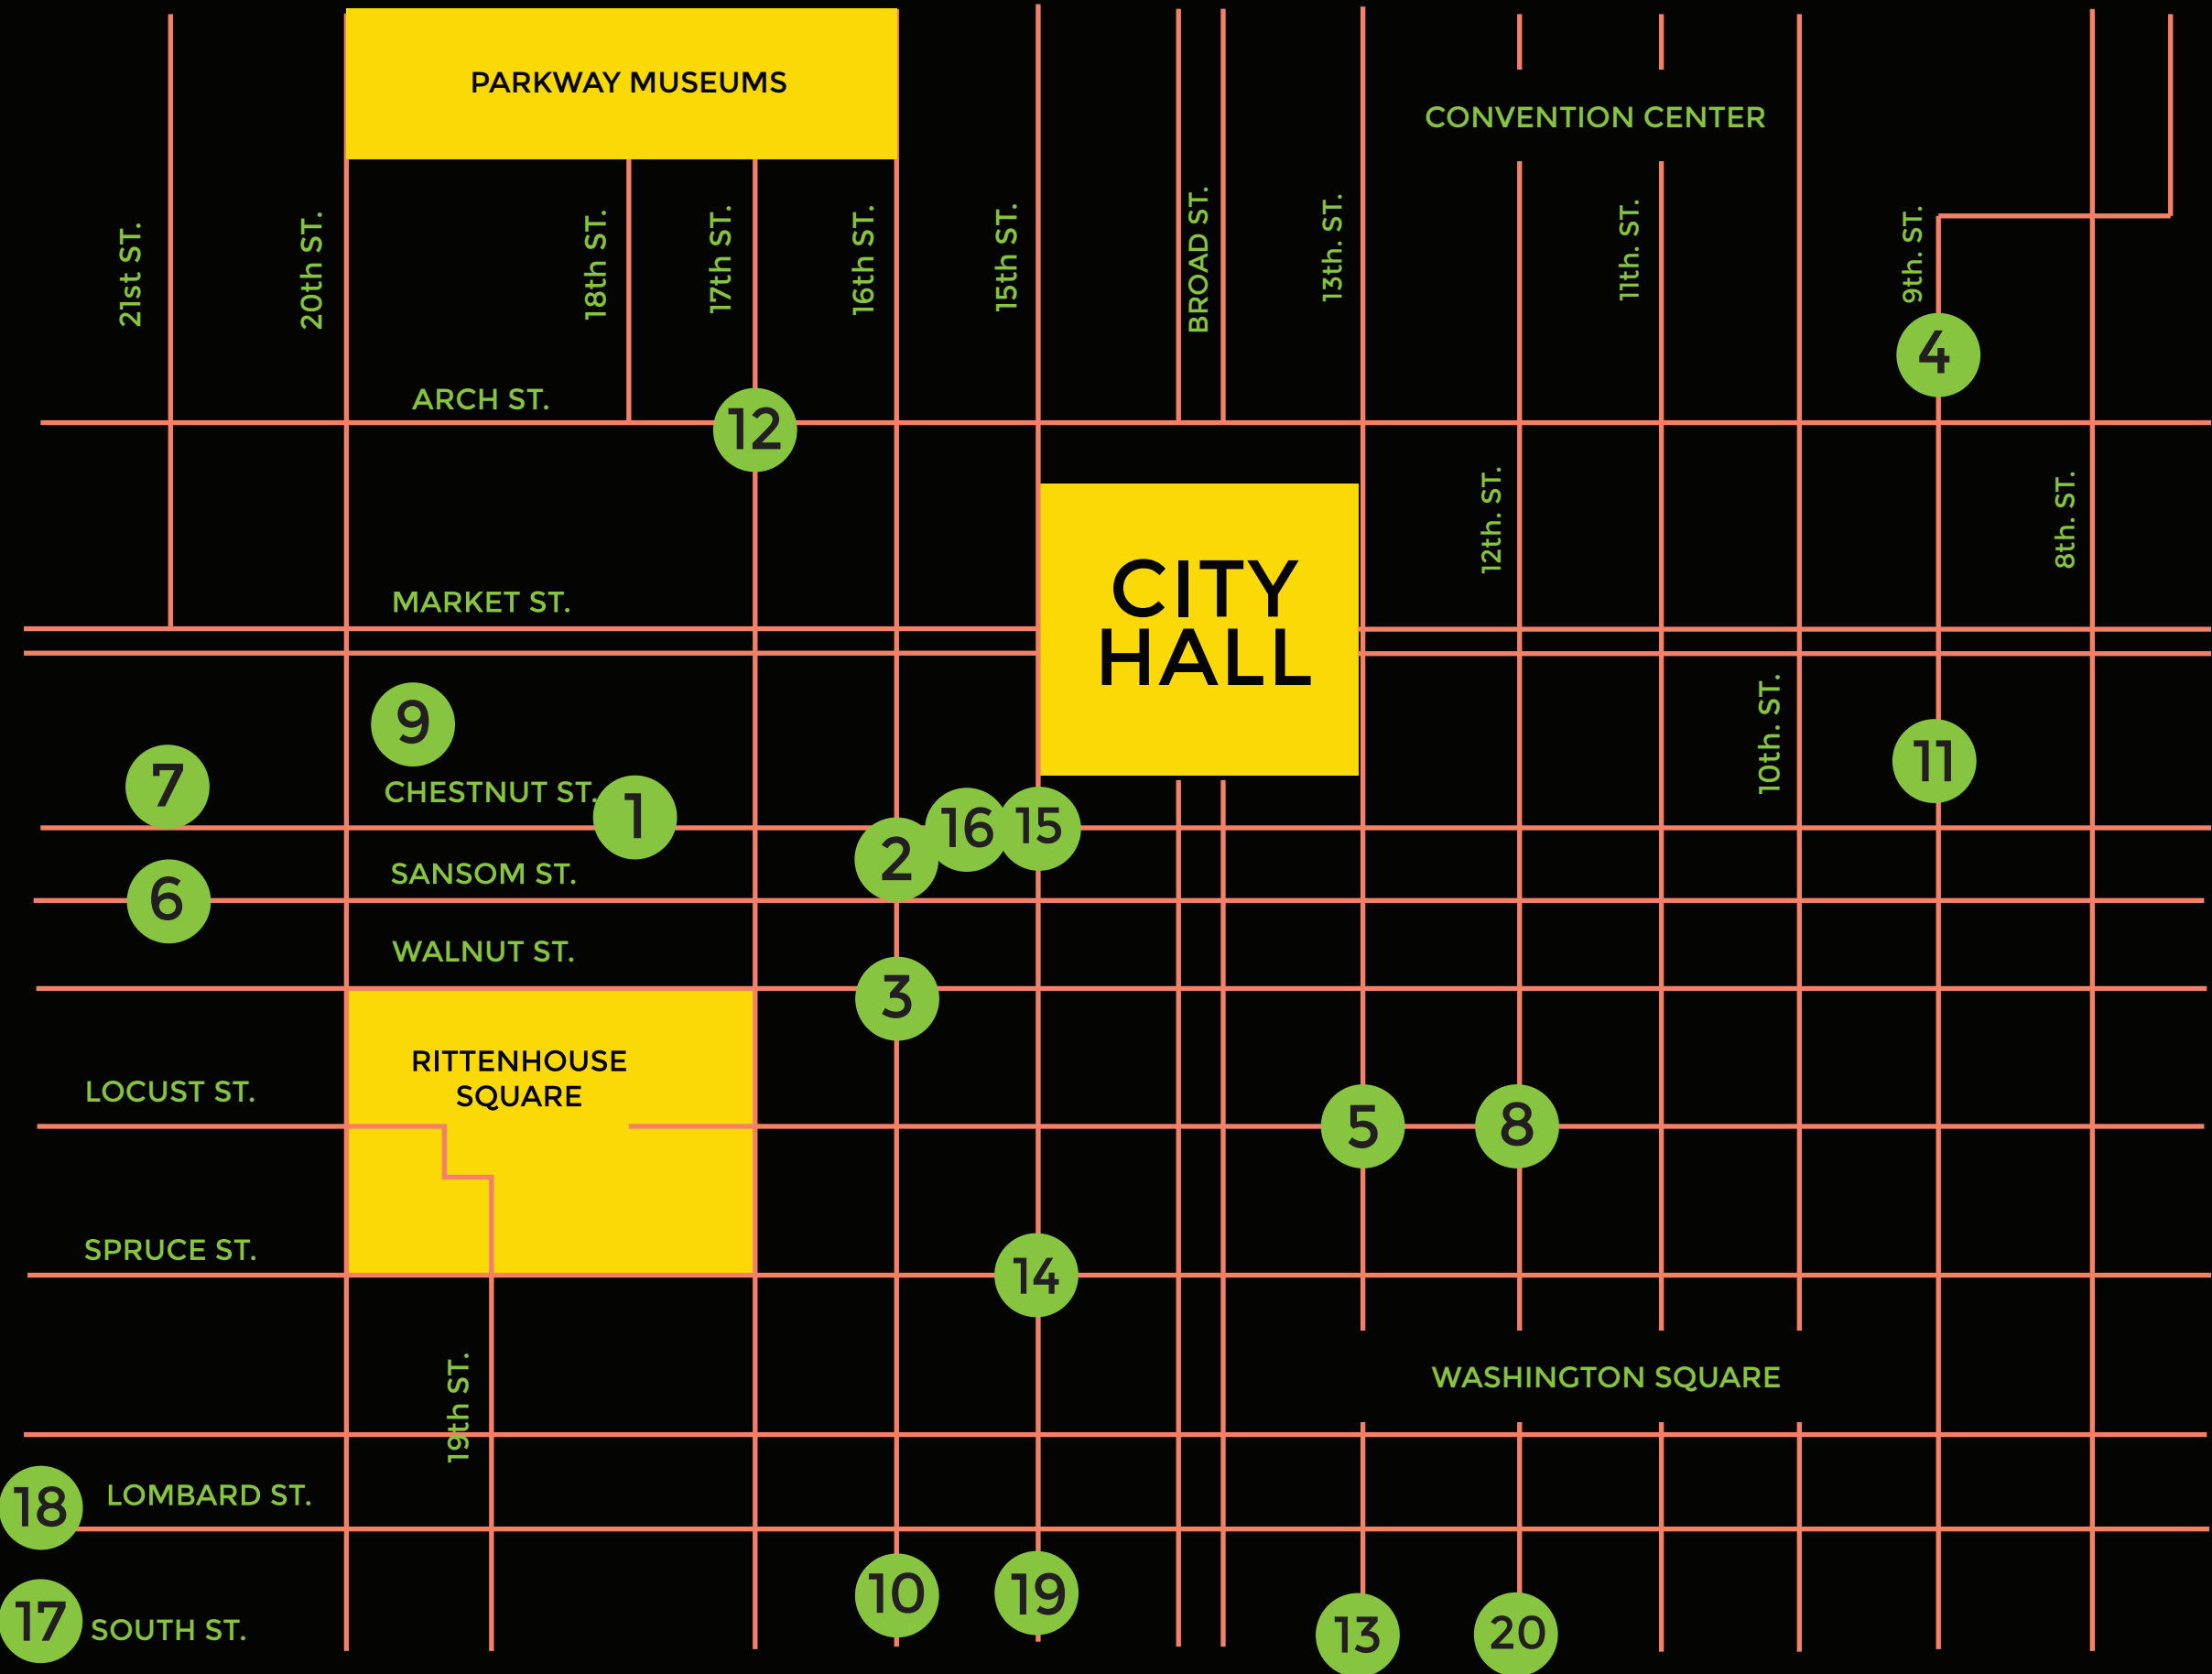 PARKWAY MUSEUMS
CONVENTION CENTER
21st ST.
20th ST.
18th ST.
17th ST.
16th ST.
15th ST.
BROAD ST.
13th. ST.
11th. ST.
9th. ST.
4
ARCH ST.
12
12th. ST.
8th. ST.
CITY
HALL
MARKET ST.
9
7
10th. ST.
11
CHESTNUT ST.
1
16
15
2
SANSOM ST.
6
WALNUT ST.
3
RITTENHOUSE
SQUARE
LOCUST ST.
5
8
SPRUCE ST.
14
19th ST.
WASHINGTON SQUARE
18
LOMBARD ST.
10
19
17
SOUTH ST.
13
20